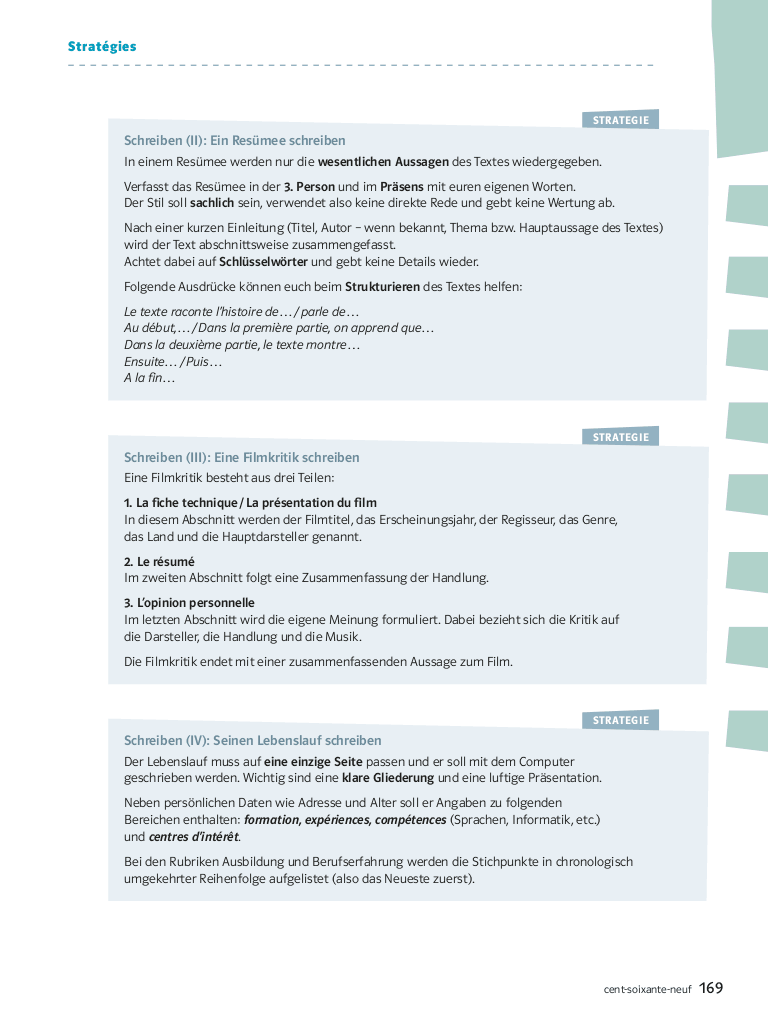 Stratégies
STRATEGIE
Schreiben (II): Ein Resümee schreiben
In einem Resümee werden nur die wesentlichen Aussagen des Textes wiedergegeben.
Verfasst das Resümee in der 3. Person und im Präsens mit euren eigenen Worten.
Der Stil soll sachlich sein, verwendet also keine direkte Rede und gebt keine Wertung ab.
Nach einer kurzen Einleitung (Titel, Autor – wenn bekannt, Thema bzw. Hauptaussage des Textes)
wird der Text abschnittsweise zusammengefasst.
Achtet dabei auf Schlüsselwörter und gebt keine Details wieder.
Folgende Ausdrücke können euch beim Strukturieren des Textes helfen:
Le texte raconte l'histoire de… / parle de…
Au début,… / Dans la première partie, on apprend que…
Dans la deuxième partie, le texte montre…
Ensuite… / Puis…
A la fin…
STRATEGIE
Schreiben (III): Eine Filmkritik schreiben
Eine Filmkritik besteht aus drei Teilen:
1. La fiche technique / La présentation du film
In diesem Abschnitt werden der Filmtitel, das Erscheinungsjahr, der Regisseur, das Genre,
das Land und die Hauptdarsteller genannt.
2. Le résumé
Im zweiten Abschnitt folgt eine Zusammenfassung der Handlung.
3. L'opinion personnelle
Im letzten Abschnitt wird die eigene Meinung formuliert. Dabei bezieht sich die Kritik auf
die Darsteller, die Handlung und die Musik.
Die Filmkritik endet mit einer zusammenfassenden Aussage zum Film.
STRATEGIE
Schreiben (IV): Seinen Lebenslauf schreiben
Der Lebenslauf muss auf eine einzige Seite passen und er soll mit dem Computer
geschrieben werden. Wichtig sind eine klare Gliederung und eine luftige Präsentation.
Neben persönlichen Daten wie Adresse und Alter soll er Angaben zu folgenden
Bereichen enthalten: formation, expériences, compétences (Sprachen, Informatik, etc.)
und centres d'intérêt.
Bei den Rubriken Ausbildung und Berufserfahrung werden die Stichpunkte in chronologisch
umgekehrter Reihenfolge aufgelistet (also das Neueste zuerst).
cent-soixante-neuf 169